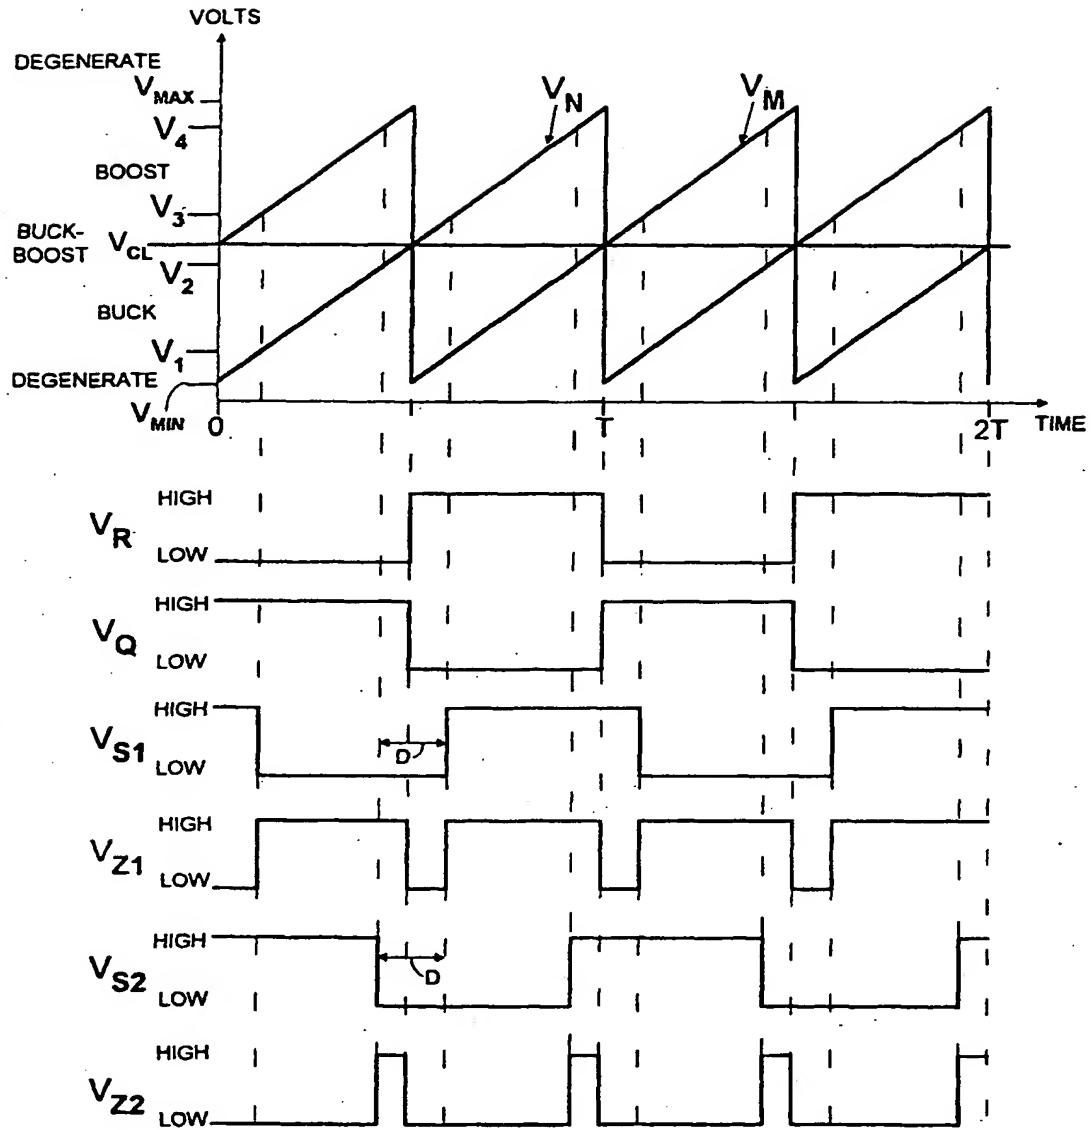 VOLTS
DEGENERATE
VMAX
VN
VM
V4
BOOST
V3
BUCK-
BOOST
VCL
V2
BUCK
V1
DEGENERATE
VMIN
0
T
2T
TIME
VR
HIGH
LOW
VQ
HIGH
LOW
VS1
HIGH
LOW
D
VZ1
HIGH
LOW
VS2
HIGH
LOW
D
VZ2
HIGH
LOW